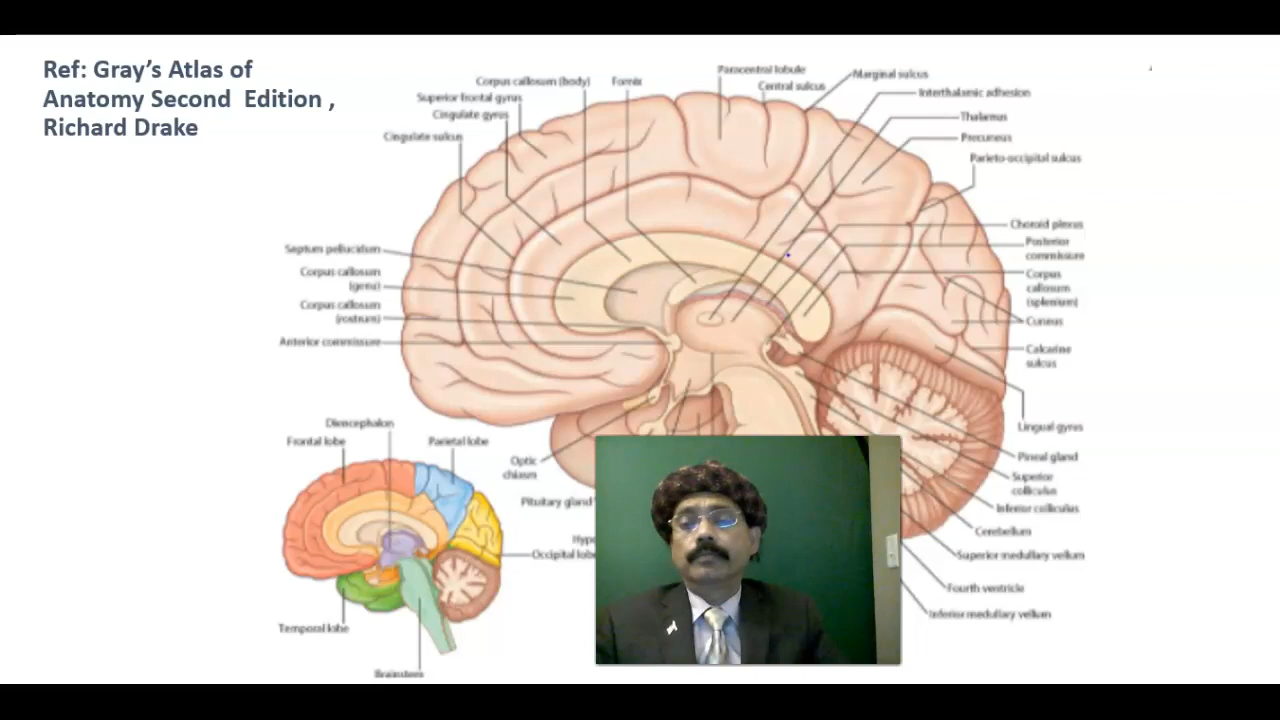 Ref: Gray’s Atlas of
Anatomy Second Edition ,
Richard Drake
Corpus callosum (body)
Fornix
Paracentral lobule
Central sulcus
Marginal sulcus
Superior frontal gyrus
Interthalamic adhesion
Cingulate gyrus
Thalamus
Cingulate sulcus
Precuneus
Parieto-occipital sulcus
Choroid plexus
Septum pellucidum
Posterior
commissure
Corpus callosum
(genu)
Corpus
callosum
(splenium)
Corpus callosum
(rostrum)
Cuneus
Anterior commissure
Calcarine
sulcus
Lingual gyrus
Diencephalon
Frontal lobe
Parietal lobe
Optic
chiasm
Pineal gland
Superior
colliculus
Pituitary gland
Inferior colliculus
Cerebellum
Hypo
Occipital lobe
Superior medullary vellum
Fourth ventricle
Inferior medullary vellum
Temporal lobe
Brainstem